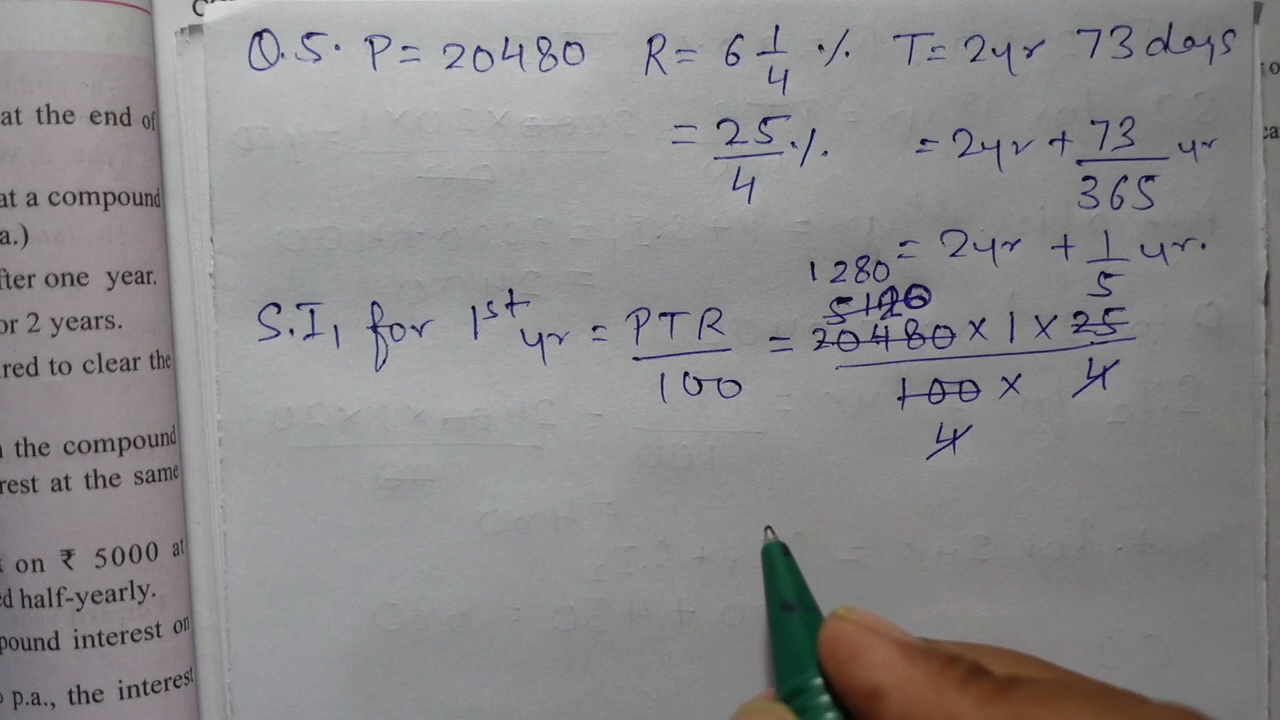 at the end of
at a compound
a.)
fter one year.
or 2 years.
red to clear the
the compound
rest at the same
on ₹ 5000 at
ed half-yearly.
pound interest on
p.a., the interest
Q.5. P = 20480 R = 6 1/4 % T = 2yr 73 days
= 25/4 % = 2yr + 73/365 yr
= 2yr + 1/5 yr.
1280
5120
S.I, for 1st yr = PTR/100 = 20480 × 1 × 25 / 100 × 4
4